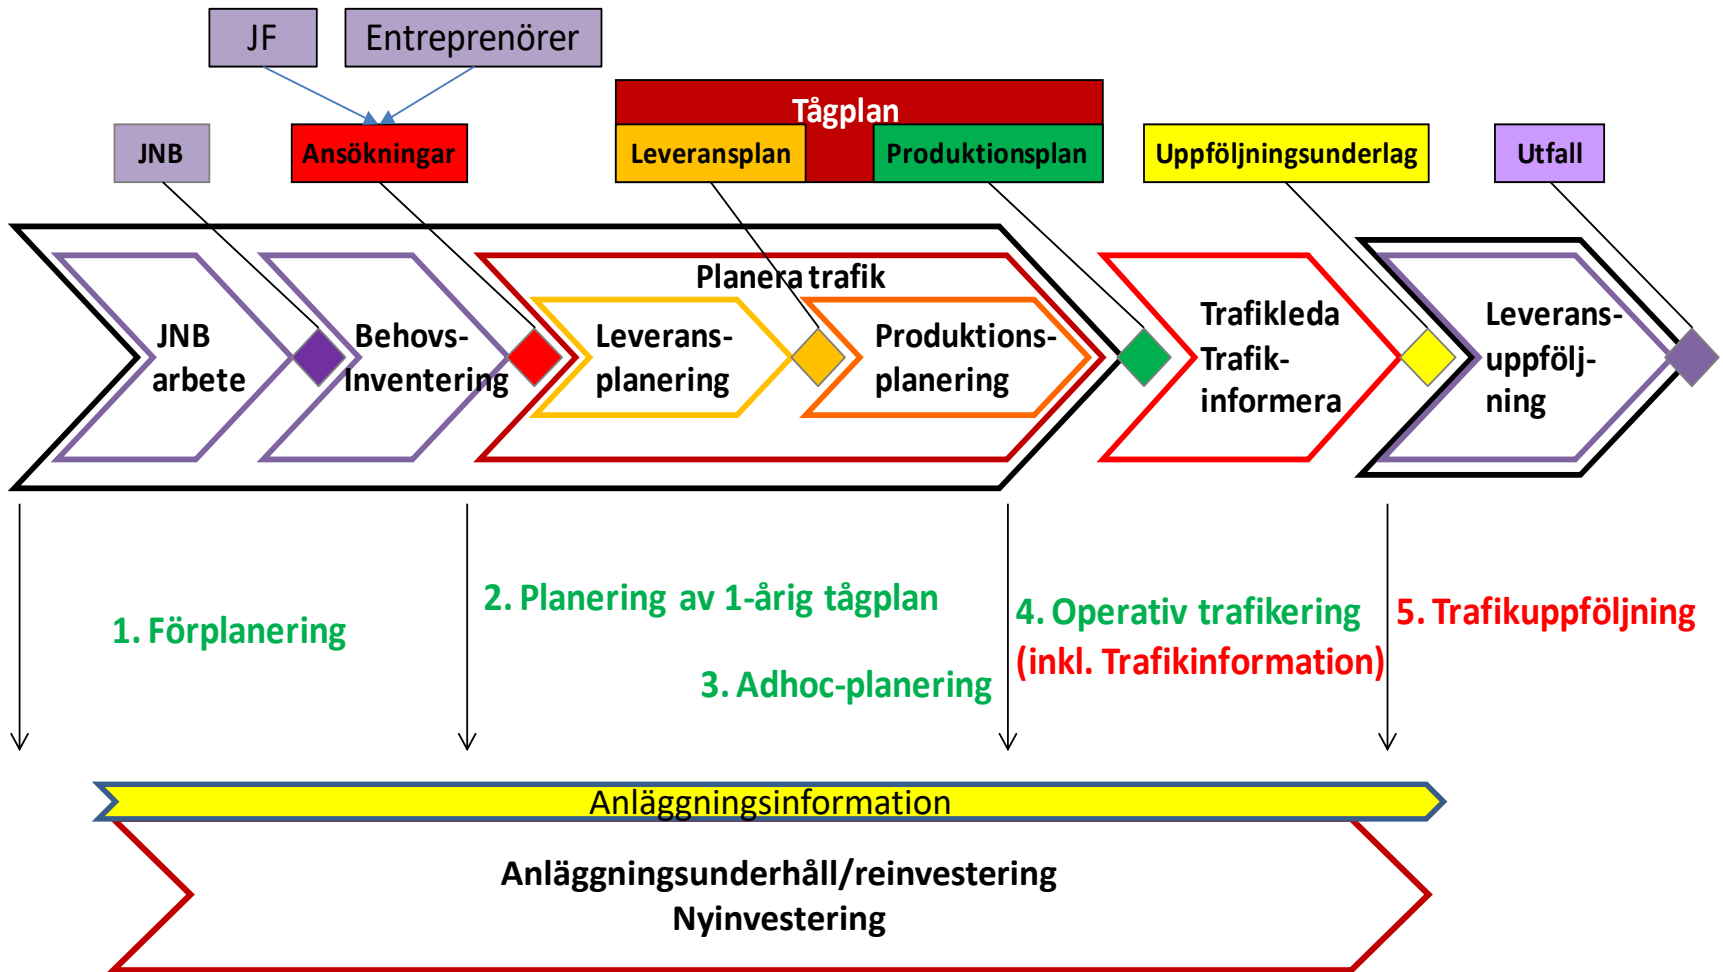 JF
Entreprenörer
Tågplan
JNB
Ansökningar
Leveransplan
Produktionsplan
Uppföljningsunderlag
Utfall
Planera trafik
JNB
arbete
Behovs-
Inventering
Leverans-
planering
Produktions-
planering
Trafikleda
Trafik-
informera
Leverans-
uppfölj-
ning
1. Förplanering
2. Planering av 1-årig tågplan
3. Adhoc-planering
4. Operativ trafikering
(inkl. Trafikinformation)
5. Trafikuppföljning
Anläggningsinformation
Anläggningsunderhåll/reinvestering
Nyinvestering